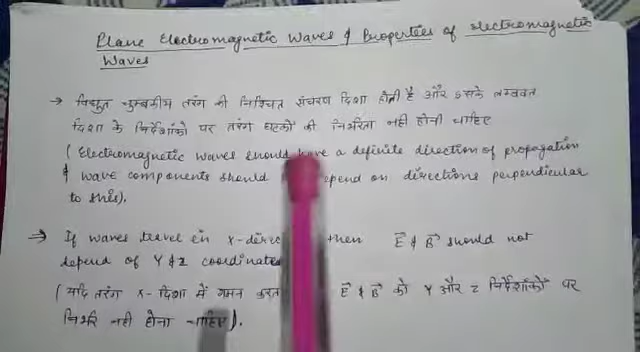 Plane Electromagnetic Waves & Properties of Electromagnetic
Waves
→ विद्युत चुम्बकीय तरंग की निश्चित संचरण दिशा होती है और इसके लम्बवत
दिशा के निर्देशांको पर तरंग घटकों की निर्भरता नही होनी चाहिए
( Electromagnetic waves should have a definite direction of propagation
& wave components should depend on directions perpendicular
to this).
→ If waves travel in X-direc then E⃗ & B⃗ should not
depend of Y & Z coordinates
( यदि तरंग X- दिशा में गमन करत E⃗ & B⃗ को Y और Z निर्देशांकों पर
निर्भर नही होना चाहिए ).